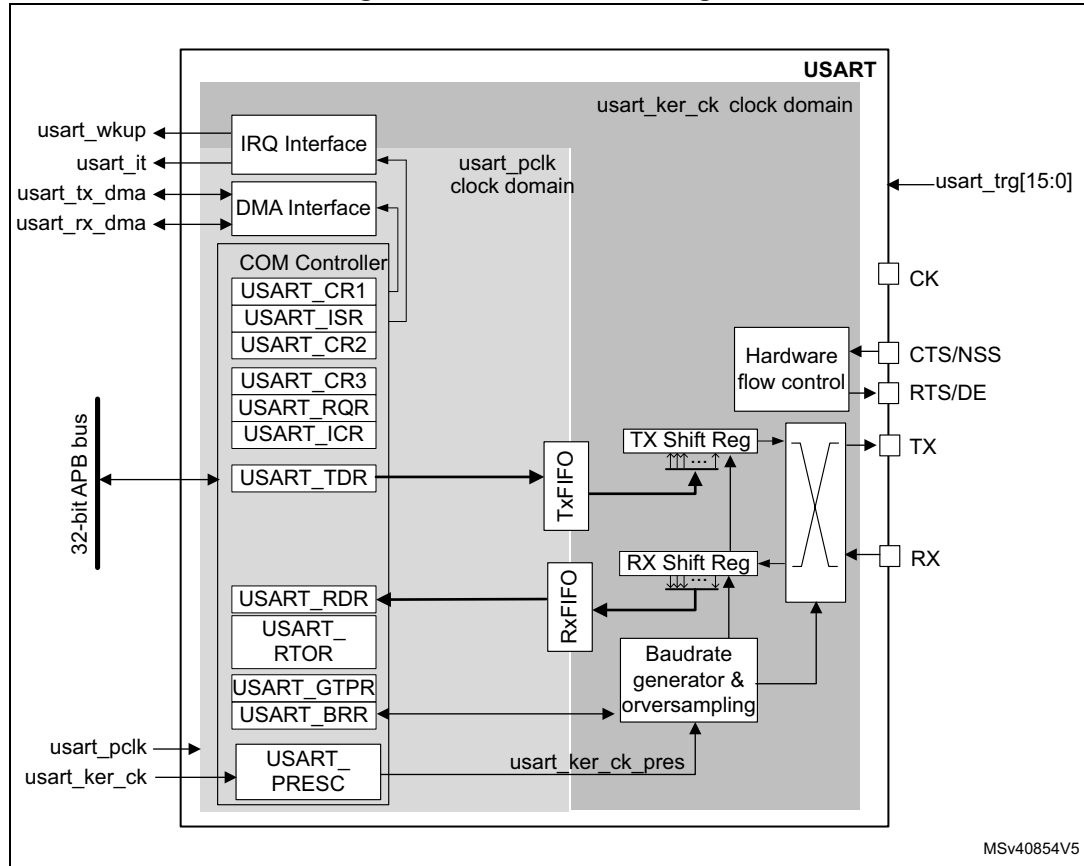 USART
usart_ker_ck clock domain
usart_wkup
IRQ Interface
usart_it
usart_pclk
clock domain
usart_tx_dma
DMA Interface
usart_rx_dma
usart_trg[15:0]
COM Controller
USART_CR1
USART_ISR
USART_CR2
USART_CR3
USART_RQR
USART_ICR
USART_TDR
32-bit APB bus
CK
Hardware
flow control
CTS/NSS
RTS/DE
TxFIFO
TX Shift Reg
...
TX
RX Shift Reg
...
RX
USART_RDR
RxFIFO
USART_
RTOR
USART_GTPR
USART_BRR
Baudrate
generator &
orversampling
usart_pclk
usart_ker_ck
USART_
PRESC
usart_ker_ck_pres
MSv40854V5